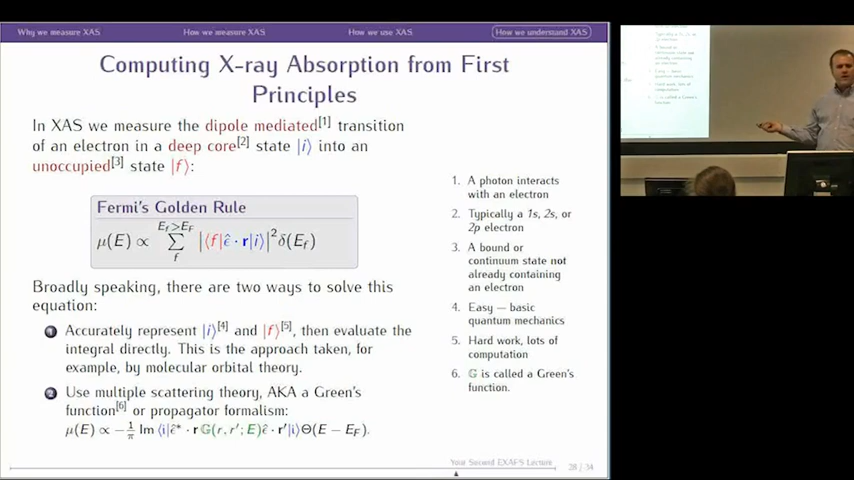 Why we measure XAS
How we measure XAS
How we use XAS
How we understand XAS
Computing X-ray Absorption from First
Principles
In XAS we measure the dipole mediated[1] transition
of an electron in a deep core[2] state |i⟩ into an
unoccupied[3] state |f⟩:
Fermi's Golden Rule
μ(E) ∝ ∑_f^{E_f>E_F} |⟨f|ε̂ · r|i⟩|² δ(E_f)
Broadly speaking, there are two ways to solve this
equation:
1 Accurately represent |i⟩[4] and |f⟩[5], then evaluate the
integral directly. This is the approach taken, for
example, by molecular orbital theory.
2 Use multiple scattering theory, AKA a Green's
function[6] or propagator formalism:
μ(E) ∝ −1/π Im ⟨i|ε̂* · r 𝔾(r, r′; E) ε̂ · r′|i⟩Θ(E − E_F).
1. A photon interacts
with an electron
2. Typically a 1s, 2s, or
2p electron
3. A bound or
continuum state not
already containing
an electron
4. Easy — basic
quantum mechanics
5. Hard work, lots of
computation
6. 𝔾 is called a Green's
function.
Your Second EXAFS Lecture
28 / 34